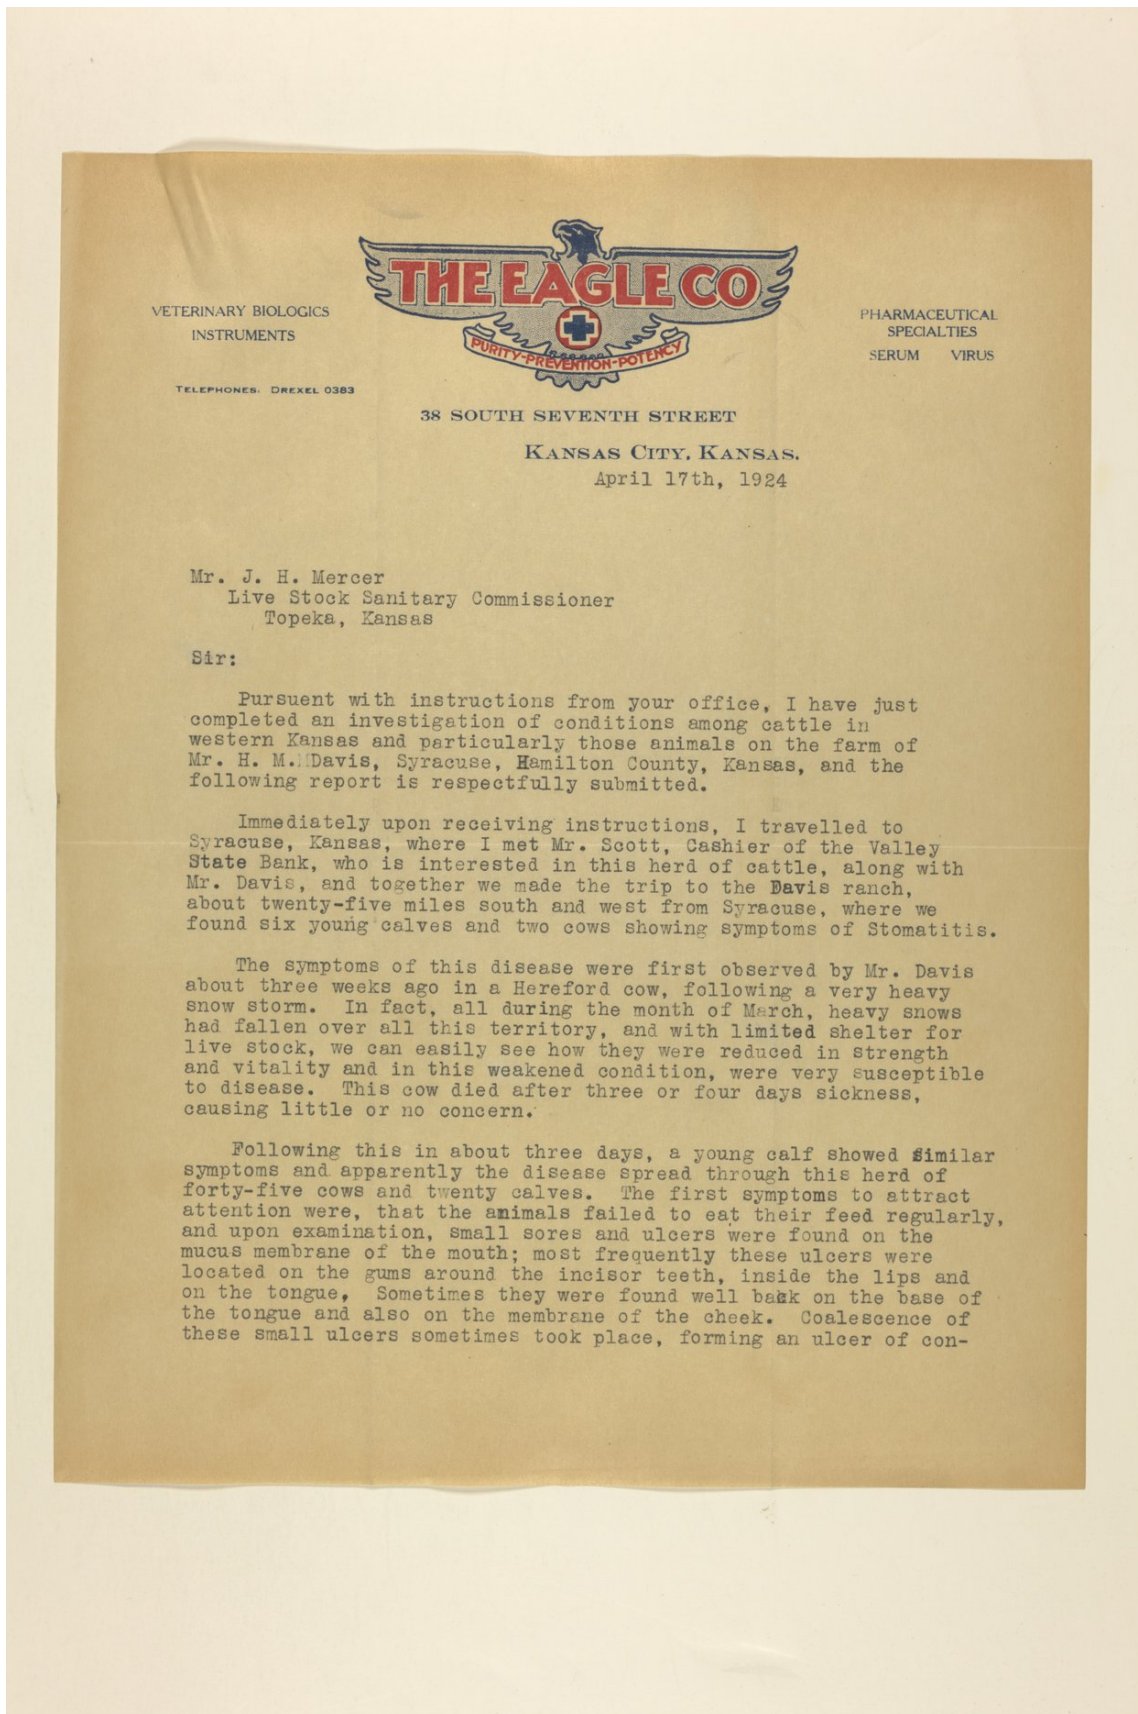 THE EAGLE CO
PURITY-PREVENTION-POTENCY
VETERINARY BIOLOGICS
INSTRUMENTS
TELEPHONES. DREXEL 0383
PHARMACEUTICAL
SPECIALTIES
SERUM VIRUS
38 SOUTH SEVENTH STREET
KANSAS CITY, KANSAS.
April 17th, 1924
Mr. J. H. Mercer
Live Stock Sanitary Commissioner
Topeka, Kansas
Sir:
Pursuent with instructions from your office, I have just
completed an investigation of conditions among cattle in
western Kansas and particularly those animals on the farm of
Mr. H. M. Davis, Syracuse, Hamilton County, Kansas, and the
following report is respectfully submitted.
Immediately upon receiving instructions, I travelled to
Syracuse, Kansas, where I met Mr. Scott, Cashier of the Valley
State Bank, who is interested in this herd of cattle, along with
Mr. Davis, and together we made the trip to the Davis ranch,
about twenty-five miles south and west from Syracuse, where we
found six young calves and two cows showing symptoms of Stomatitis.
The symptoms of this disease were first observed by Mr. Davis
about three weeks ago in a Hereford cow, following a very heavy
snow storm. In fact, all during the month of March, heavy snows
had fallen over all this territory, and with limited shelter for
live stock, we can easily see how they were reduced in strength
and vitality and in this weakened condition, were very susceptible
to disease. This cow died after three or four days sickness,
causing little or no concern.
Following this in about three days, a young calf showed similar
symptoms and apparently the disease spread through this herd of
forty-five cows and twenty calves. The first symptoms to attract
attention were, that the animals failed to eat their feed regularly,
and upon examination, small sores and ulcers were found on the
mucus membrane of the mouth; most frequently these ulcers were
located on the gums around the incisor teeth, inside the lips and
on the tongue. Sometimes they were found well back on the base of
the tongue and also on the membrane of the cheek. Coalescence of
these small ulcers sometimes took place, forming an ulcer of con-